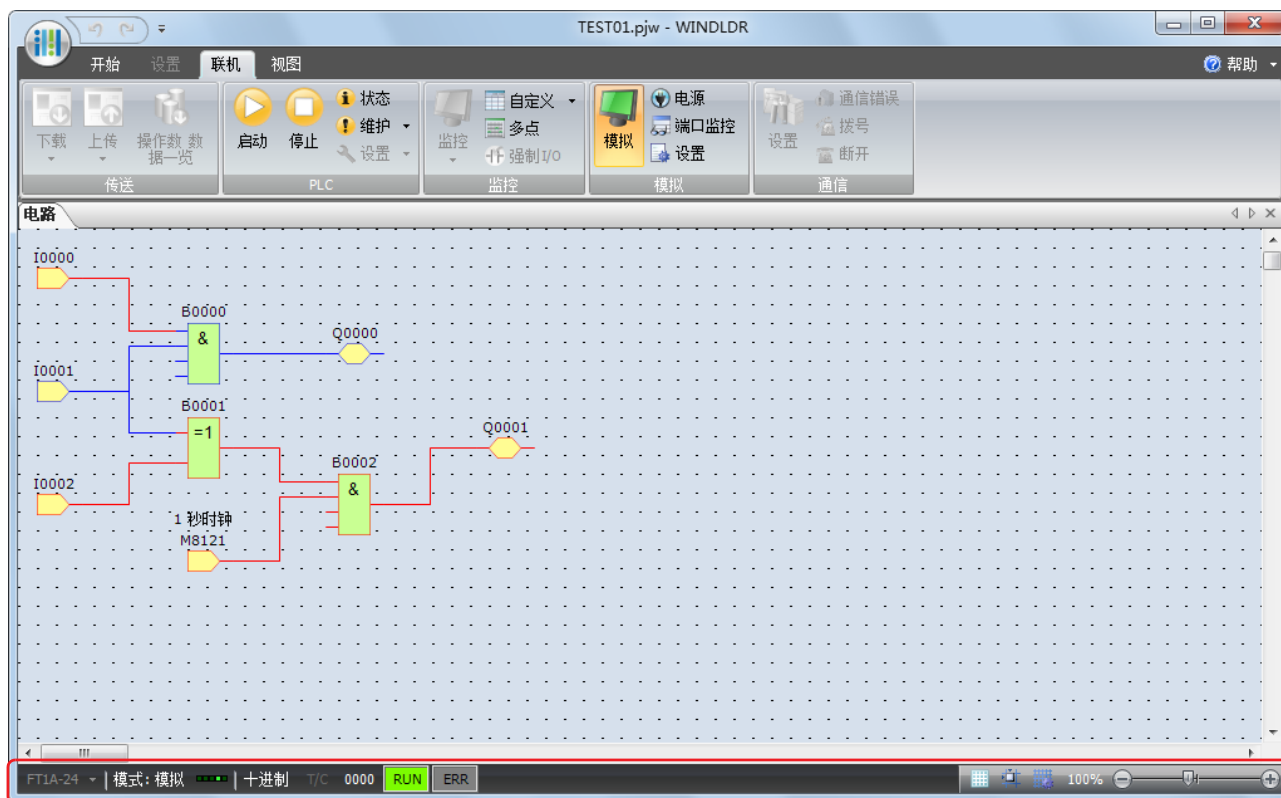 TEST01.pjw - WINDLDR
开始 设置 联机 视图 帮助
下载 上传 操作数 数据一览 启动 停止 状态 维护 设置 监控 自定义 多点 强制I/O 模拟 电源 端口监控 设置 设置 通信错误 拨号 断开
传送 PLC 监控 模拟 通信
电路
I0000
B0000
&
Q0000
I0001
B0001
=1
Q0001
B0002
&
I0002
1 秒时钟
M8121
FT1A-24 模式: 模拟 十进制 T/C 0000 RUN ERR 100%